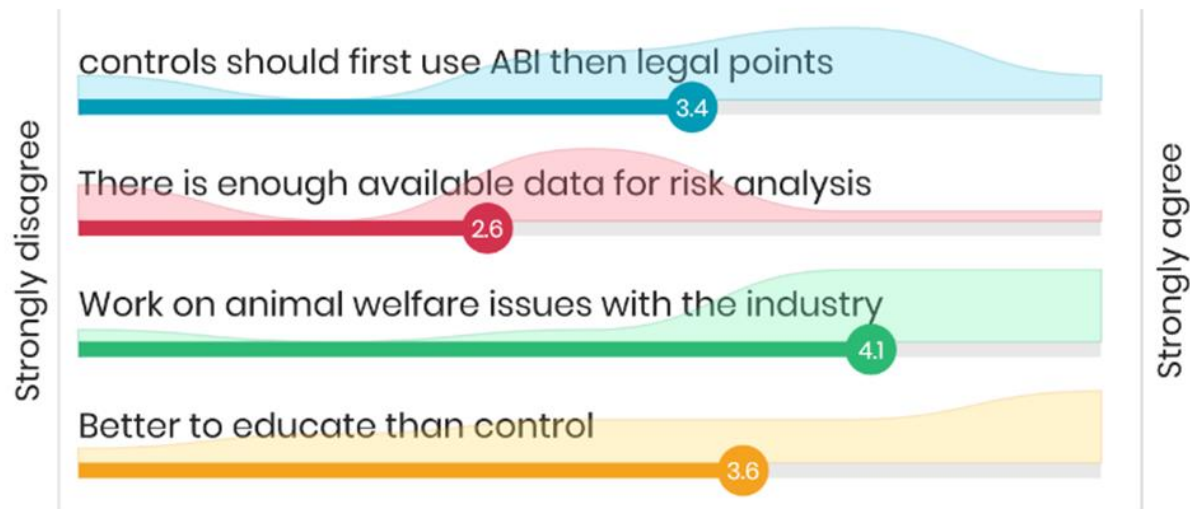 Strongly disagree
controls should first use ABI then legal points
3.4
There is enough available data for risk analysis
2.6
Work on animal welfare issues with the industry
4.1
Better to educate than control
3.6
Strongly agree